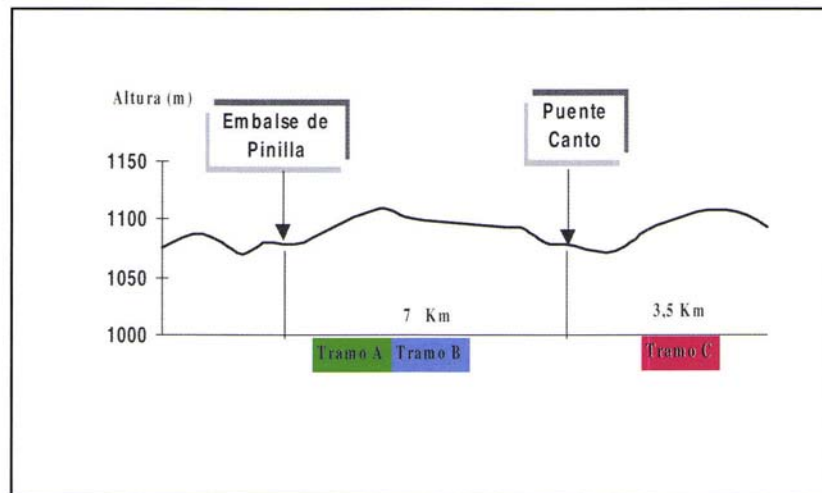 Altura (m)
Embalse de
Pinilla
Puente
Canto
1150
1100
1050
1000
7 Km
3,5 Km
Tramo A
Tramo B
Tramo C